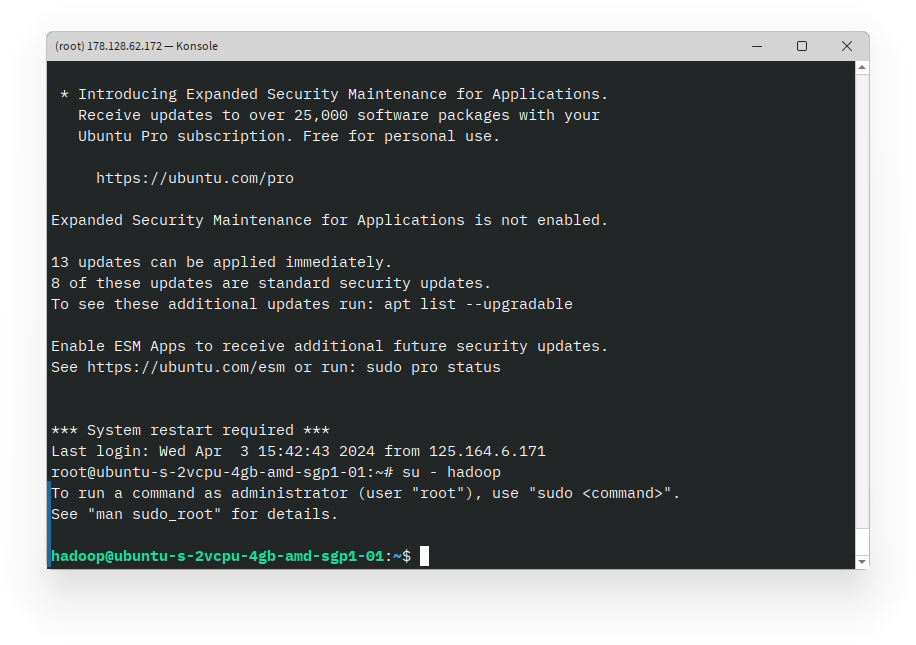 (root) 178.128.62.172 — Konsole
* Introducing Expanded Security Maintenance for Applications.
Receive updates to over 25,000 software packages with your
Ubuntu Pro subscription. Free for personal use.
https://ubuntu.com/pro
Expanded Security Maintenance for Applications is not enabled.
13 updates can be applied immediately.
8 of these updates are standard security updates.
To see these additional updates run: apt list --upgradable
Enable ESM Apps to receive additional future security updates.
See https://ubuntu.com/esm or run: sudo pro status
*** System restart required ***
Last login: Wed Apr  3 15:42:43 2024 from 125.164.6.171
root@ubuntu-s-2vcpu-4gb-amd-sgp1-01:~# su - hadoop
To run a command as administrator (user "root"), use "sudo <command>".
See "man sudo_root" for details.
hadoop@ubuntu-s-2vcpu-4gb-amd-sgp1-01:~$